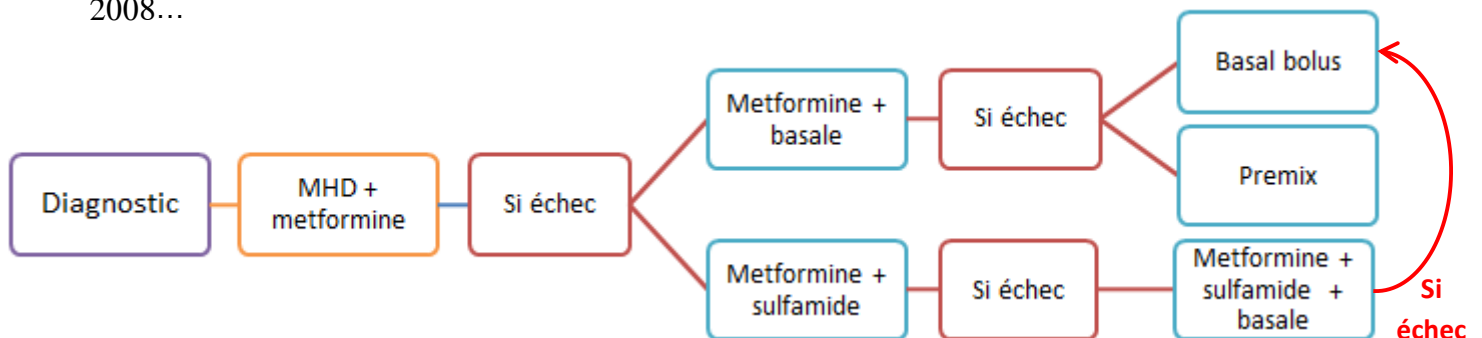 2008...
Diagnostic
MHD +
metformine
Si échec
Metformine +
basale
Si échec
Basal bolus
Premix
Metformine +
sulfamide
Si échec
Metformine +
sulfamide +
basale
Si
échec